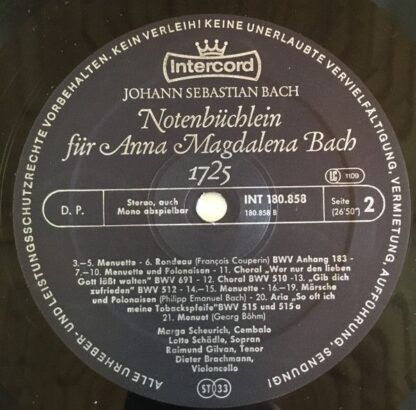 ALLE URHEBER- UND LEISTUNGSSCHUTZRECHTE VORBEHALTEN. KEIN VERLEIH! KEINE UNERLAUBTE VERVIELFÄLTIGUNG, VERMIETUNG, AUFFÜHRUNG, SENDUNG!
Intercord
JOHANN SEBASTIAN BACH
Notenbüchlein
für Anna Magdalena Bach
1725
LC 1109
D. P.
Stereo, auch
Mono abspielbar
INT 180.858
180.858 B
Seite 2
(26'50")
3.–5. Menuette - 6. Rondeau (François Couperin) BWV Anhang 183 -
7.–10. Menuette und Polonaisen - 11. Choral „Wer nur den lieben
Gott läßt walten" BWV 691 - 12. Choral BWV 510 - 13. „Gib dich
zufrieden" BWV 512 - 14.–15. Menuette - 16.–19. Märsche
und Polonaisen (Philipp Emanuel Bach) - 20. Aria „So oft ich
meine Tobackspfeife" BWV 515 und 515 a
21. Menuet (Georg Böhm)
Marga Scheurich, Cembalo
Lotte Schädle, Sopran
Raimund Gilvan, Tenor
Dieter Brachmann,
Violoncello
ST 33